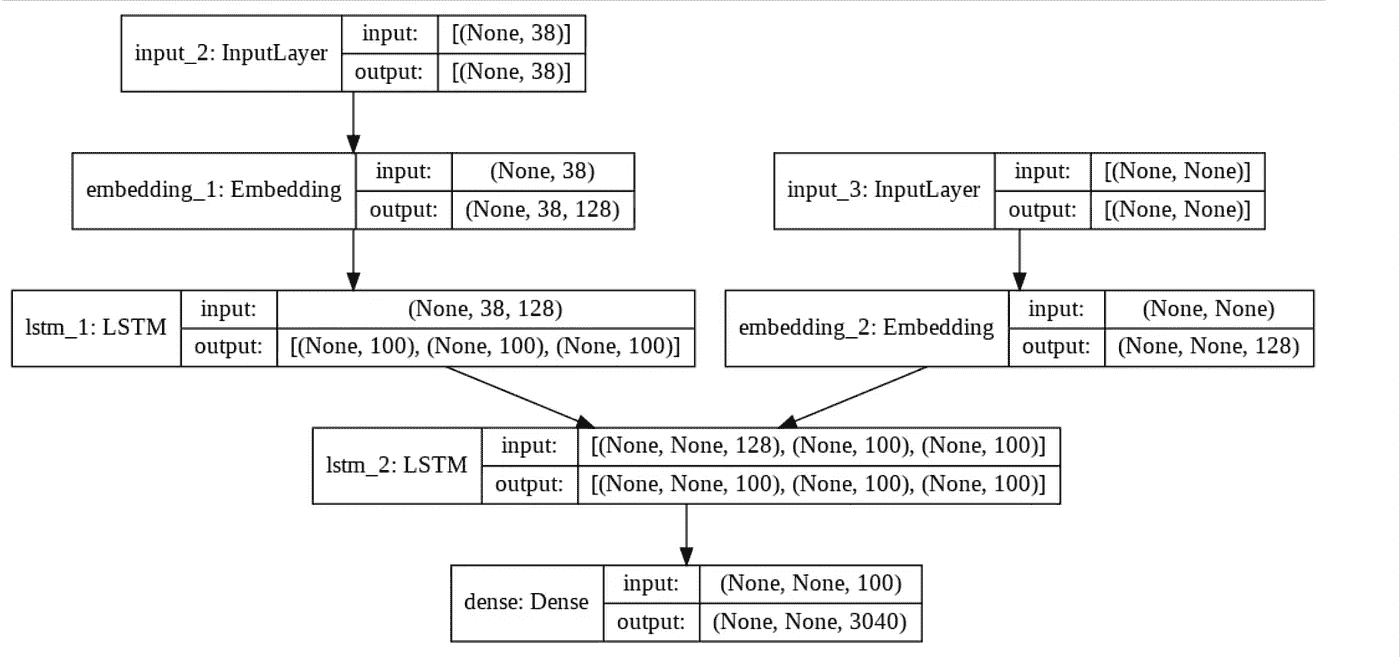 input_2: InputLayer
input: [(None, 38)]
output: [(None, 38)]
embedding_1: Embedding
input: (None, 38)
output: (None, 38, 128)
input_3: InputLayer
input: [(None, None)]
output: [(None, None)]
lstm_1: LSTM
input: (None, 38, 128)
output: [(None, 100), (None, 100), (None, 100)]
embedding_2: Embedding
input: (None, None)
output: (None, None, 128)
lstm_2: LSTM
input: [(None, None, 128), (None, 100), (None, 100)]
output: [(None, None, 100), (None, 100), (None, 100)]
dense: Dense
input: (None, None, 100)
output: (None, None, 3040)